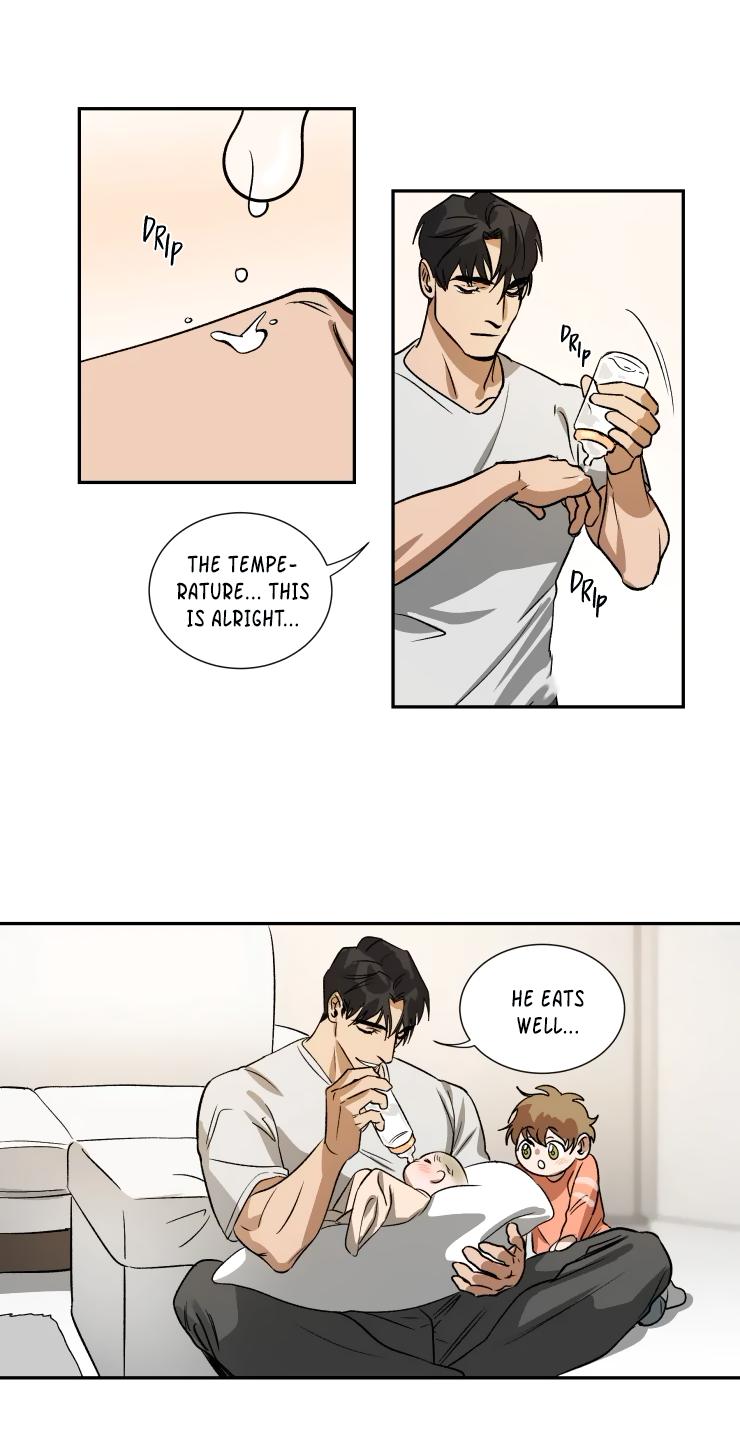 DRIP
DRIP
THE TEMPE-
RATURE... THIS
IS ALRIGHT...
DRIP
HE EATS
WELL...